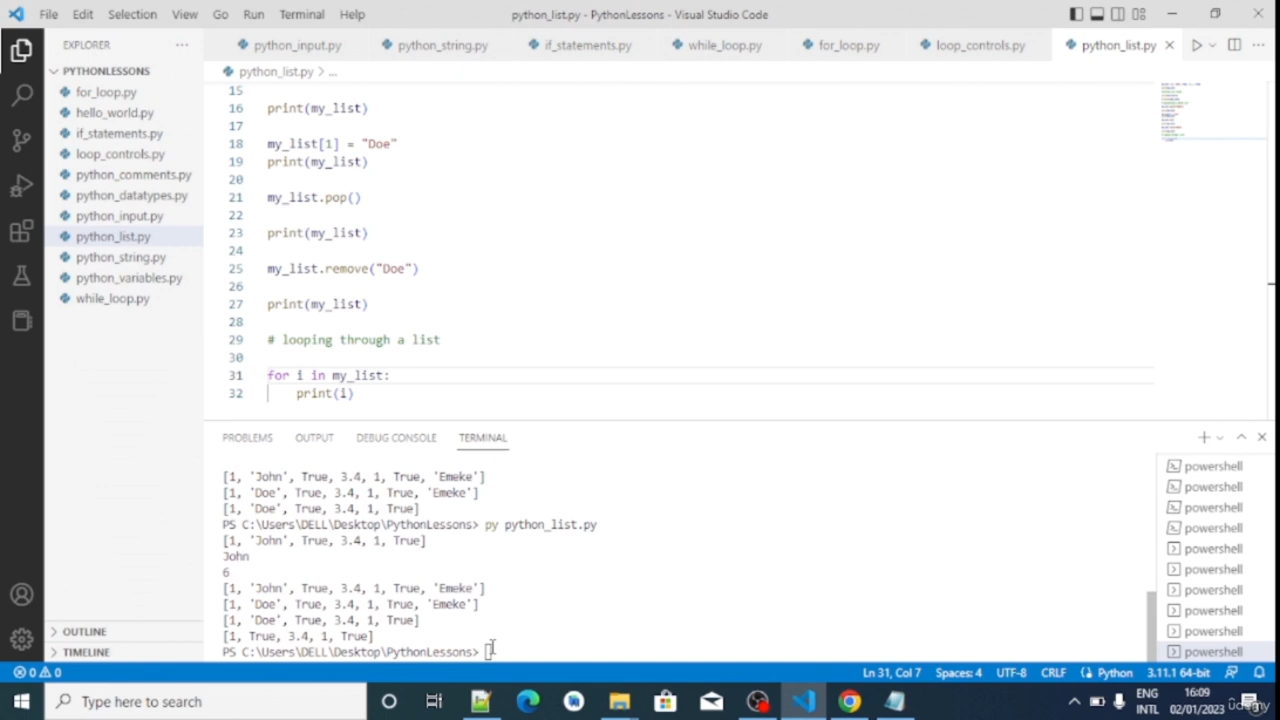 File Edit Selection View Go Run Terminal Help
python_list.py - PythonLessons - Visual Studio Code
EXPLORER
python_input.py python_string.py if_statements.py while_loop.py for_loop.py loop_controls.py python_list.py
PYTHONLESSONS
for_loop.py
hello_world.py
if_statements.py
loop_controls.py
python_comments.py
python_datatypes.py
python_input.py
python_list.py
python_string.py
python_variables.py
while_loop.py
OUTLINE
TIMELINE
python_list.py > ...
15
16 print(my_list)
17
18 my_list[1] = "Doe"
19 print(my_list)
20
21 my_list.pop()
22
23 print(my_list)
24
25 my_list.remove("Doe")
26
27 print(my_list)
28
29 # looping through a list
30
31 for i in my_list:
32 print(i)
PROBLEMS OUTPUT DEBUG CONSOLE TERMINAL
[1, 'John', True, 3.4, 1, True, 'Emeke']
[1, 'Doe', True, 3.4, 1, True, 'Emeke']
[1, 'Doe', True, 3.4, 1, True]
PS C:\Users\DELL\Desktop\PythonLessons> py python_list.py
[1, 'John', True, 3.4, 1, True]
John
6
[1, 'John', True, 3.4, 1, True, 'Emeke']
[1, 'Doe', True, 3.4, 1, True, 'Emeke']
[1, 'Doe', True, 3.4, 1, True]
[1, True, 3.4, 1, True]
PS C:\Users\DELL\Desktop\PythonLessons>
powershell
powershell
powershell
powershell
powershell
powershell
powershell
powershell
powershell
powershell
0 0
Ln 31, Col 7 Spaces: 4 UTF-8 CRLF Python 3.11.1 64-bit
Type here to search
ENG
INTL
16:09
02/01/2023
udemy